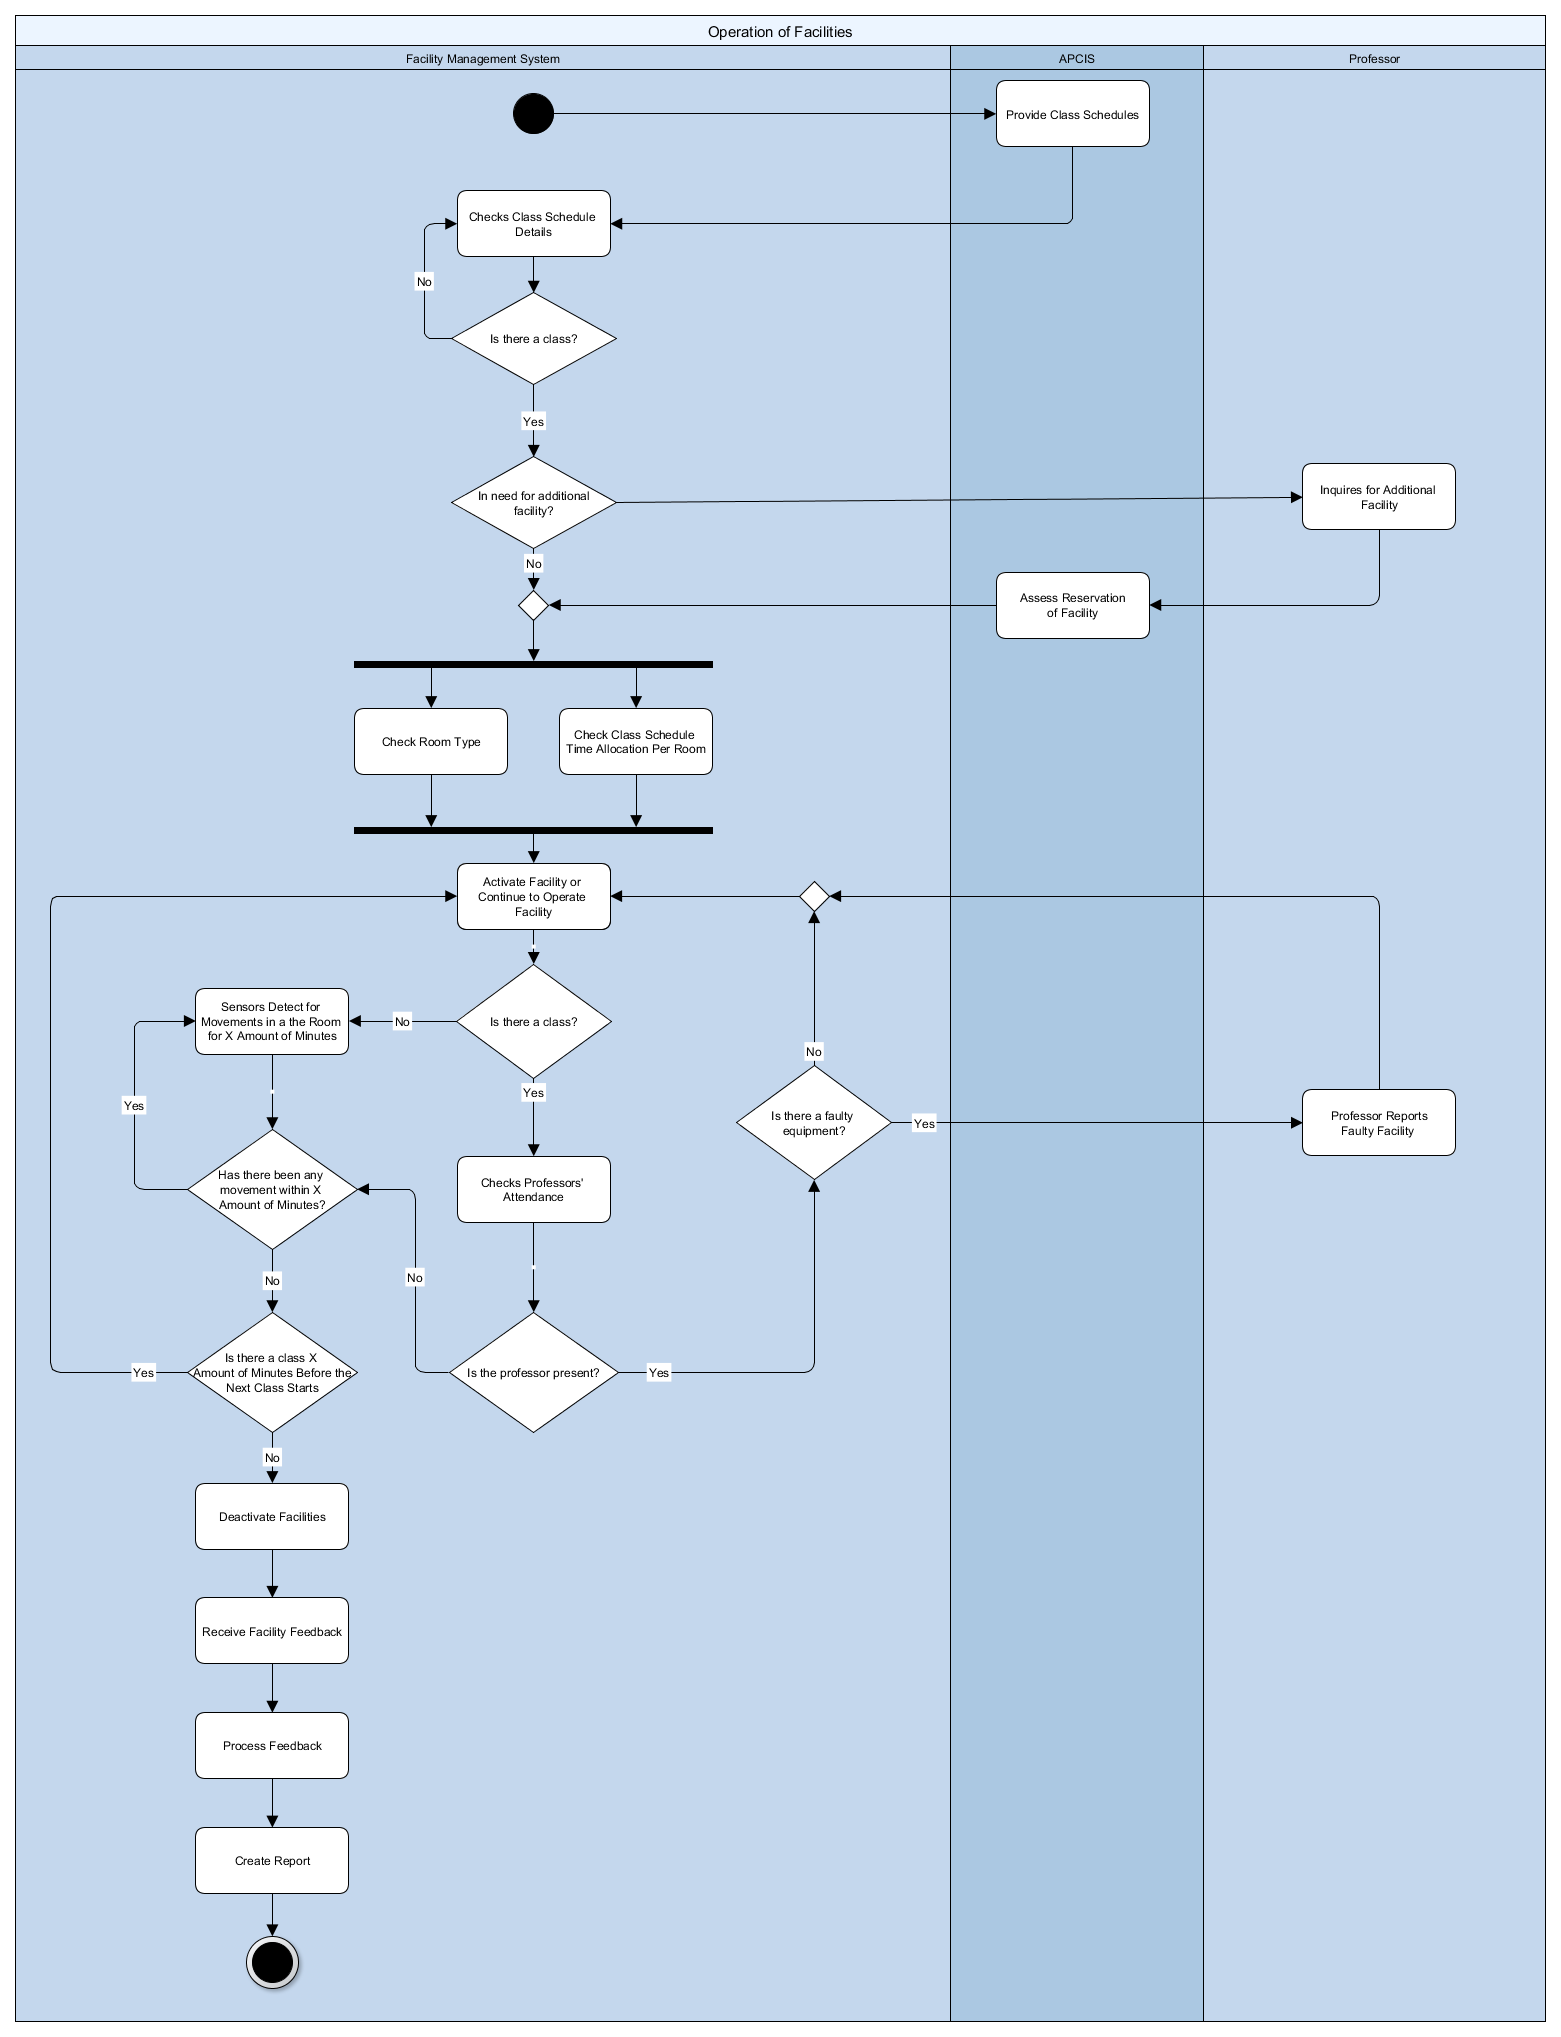 Operation of Facilities
Facility Management System
APCIS
Professor
Provide Class Schedules
Checks Class Schedule
Details
No
Is there a class?
Yes
In need for additional
facility?
Inquires for Additional
Facility
No
Assess Reservation
of Facility
Check Room Type
Check Class Schedule
Time Allocation Per Room
Activate Facility or
Continue to Operate
Facility
Sensors Detect for
Movements in a the Room
for X Amount of Minutes
No
Is there a class?
No
Yes
Yes
Is there a faulty
equipment?
Yes
Professor Reports
Faulty Facility
Has there been any
movement within X
Amount of Minutes?
Checks Professors'
Attendance
No
No
Is there a class X
Amount of Minutes Before the
Next Class Starts
Yes
Is the professor present?
Yes
No
Deactivate Facilities
Receive Facility Feedback
Process Feedback
Create Report